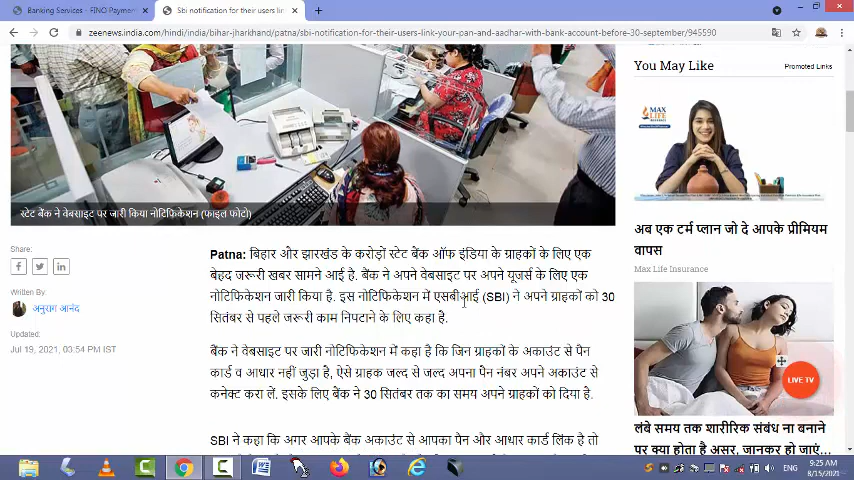 Banking Services - FINO Paymen
Sbi notification for their users lin
zeenews.india.com/hindi/india/bihar-jharkhand/patna/sbi-notification-for-their-users-link-your-pan-and-aadhar-with-bank-account-before-30-september/945590
You May Like
Promoted Links
MAX
LIFE
INSURANCE
स्टेट बैंक ने वेबसाइट पर जारी किया नोटिफिकेशन (फाइल फोटो)
अब एक टर्म प्लान जो दे आपके प्रीमियम
वापस
Max Life Insurance
Share:
Written By:
अनुराग आनंद
Updated:
Jul 19, 2021, 03:54 PM IST
Patna: बिहार और झारखंड के करोड़ों स्टेट बैंक ऑफ इंडिया के ग्राहकों के लिए एक
बेहद जरूरी खबर सामने आई है. बैंक ने अपने वेबसाइट पर अपने यूजर्स के लिए एक
नोटिफिकेशन जारी किया है. इस नोटिफिकेशन में एसबीआई (SBI) ने अपने ग्राहकों को 30
सितंबर से पहले जरूरी काम निपटाने के लिए कहा है.
बैंक ने वेबसाइट पर जारी नोटिफिकेशन में कहा है कि जिन ग्राहकों के अकाउंट से पैन
कार्ड व आधार नहीं जुड़ा है, ऐसे ग्राहक जल्द से जल्द अपना पैन नंबर अपने अकाउंट से
कनेक्ट करा लें. इसके लिए बैंक ने 30 सितंबर तक का समय अपने ग्राहकों को दिया है.
SBI ने कहा कि अगर आपके बैंक अकाउंट से आपका पैन और आधार कार्ड लिंक है तो
LIVE TV
लंबे समय तक शारीरिक संबंध ना बनाने
पर क्या होता है असर, जानकर हो जाएं...
ENG
9:25 AM
8/15/2021